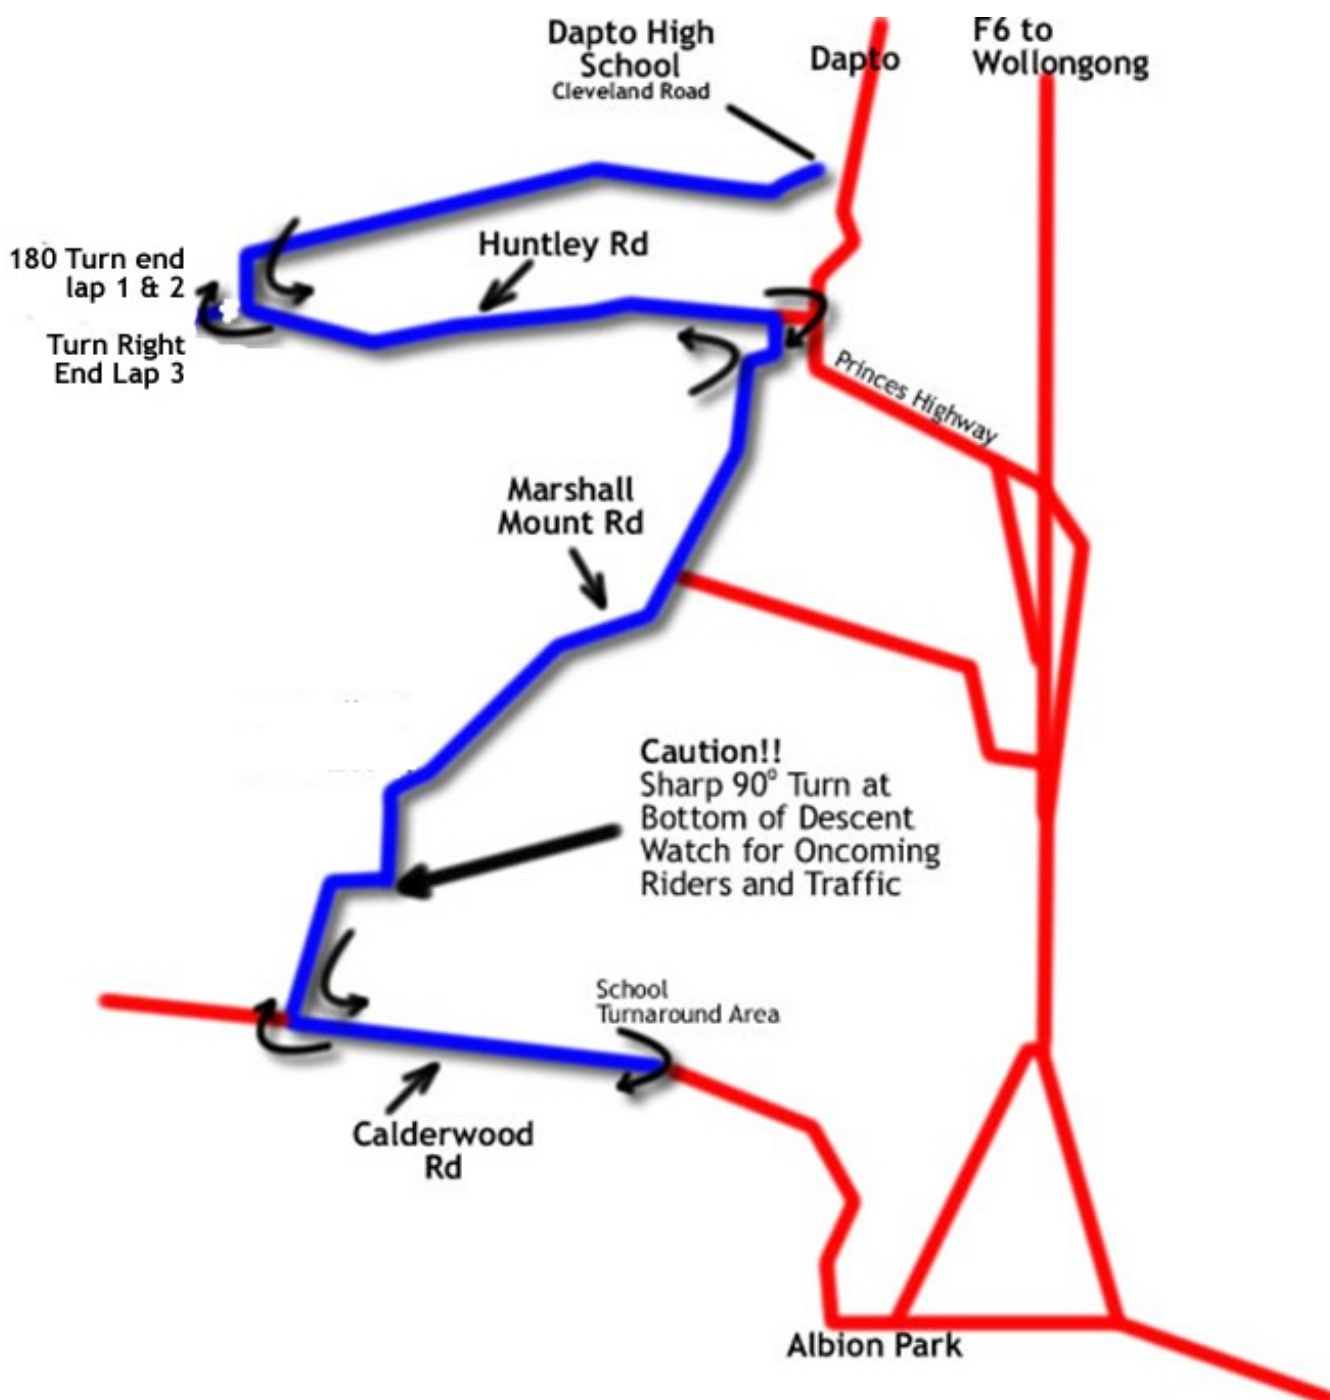 Dapto High
School
Cleveland Road
Dapto
F6 to
Wollongong
Huntley Rd
180 Turn end
lap 1 & 2
Turn Right
End Lap 3
Princes Highway
Marshall
Mount Rd
Caution!!
Sharp 90° Turn at
Bottom of Descent
Watch for Oncoming
Riders and Traffic
School
Turnaround Area
Calderwood
Rd
Albion Park